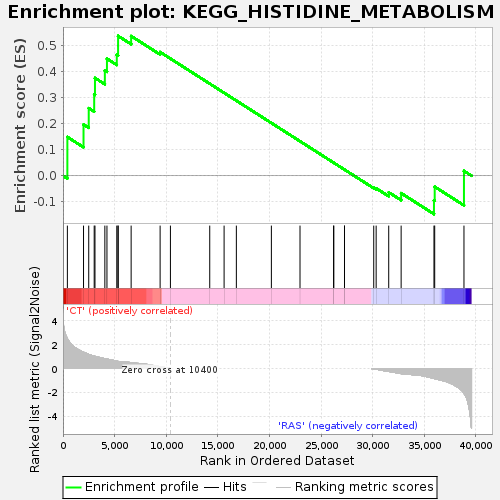 Enrichment plot: KEGG_HISTIDINE_METABOLISM
Enrichment score (ES)
0.5
0.4
0.3
0.2
0.1
0.0
-0.1
'CT' (positively correlated)
Ranked list metric (Signal2Noise)
4
2
0
-2
-4
Zero cross at 10400
'RAS' (negatively correlated)
0 5,000 10,000 15,000 20,000 25,000 30,000 35,000 40,000
Rank in Ordered Dataset
Enrichment profile Hits Ranking metric scores